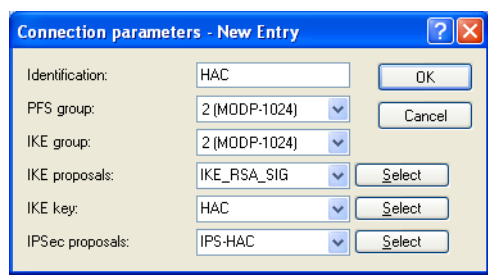 Connection parameters - New Entry
Identification: HAC OK
PFS group: 2 (MODP-1024) Cancel
IKE group: 2 (MODP-1024)
IKE proposals: IKE_RSA_SIG Select
IKE key: HAC Select
IPSec proposals: IPS-HAC Select